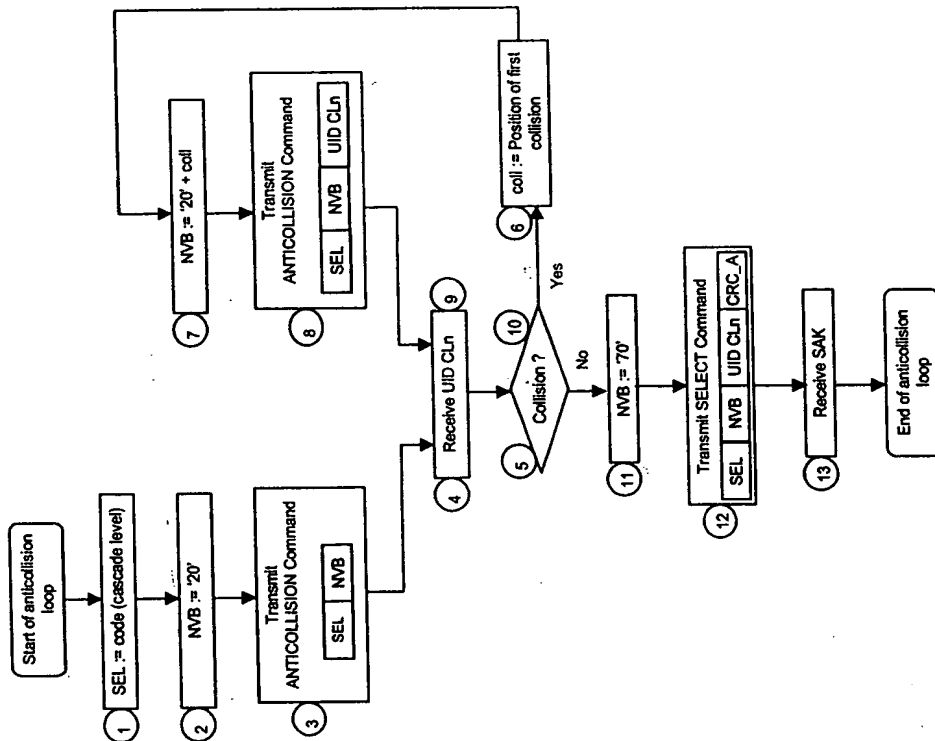 Start of anticollision
loop
1
SEL := code (cascade level)
2
NVB := '20'
3
Transmit
ANTICOLLISION Command
SEL NVB
4
Receive UID CLn
9
5
Collision ?
10
Yes
6
coll := Position of first
collision
7
NVB := '20' + coll
8
Transmit
ANTICOLLISION Command
SEL NVB UID CLn
No
11
NVB := '70'
12
Transmit SELECT Command
SEL NVB UID CLn CRC_A
13
Receive SAK
End of anticollision
loop